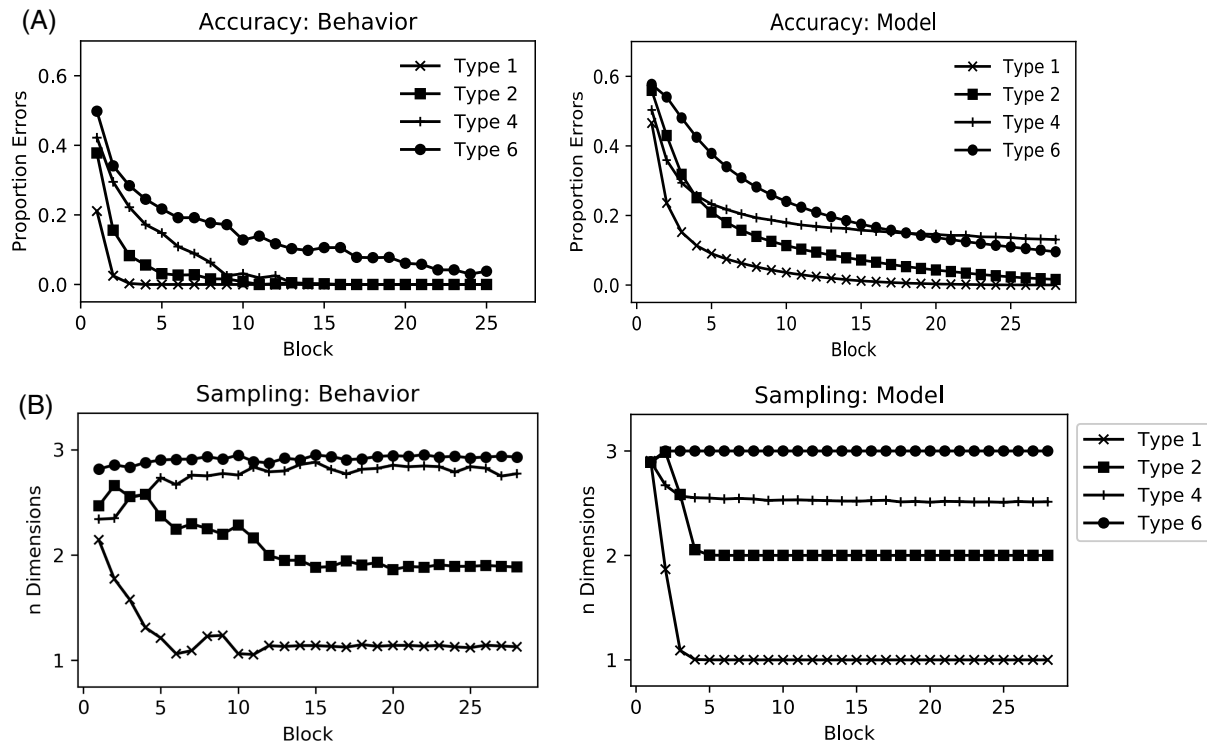 (A)
Accuracy: Behavior
Proportion Errors
0.6
0.4
0.2
0.0
Type 1
Type 2
Type 4
Type 6
0 5 10 15 20 25
Block
Accuracy: Model
Proportion Errors
0.6
0.4
0.2
0.0
Type 1
Type 2
Type 4
Type 6
0 5 10 15 20 25
Block
(B)
Sampling: Behavior
n Dimensions
3
2
1
0 5 10 15 20 25
Block
Sampling: Model
n Dimensions
3
2
1
0 5 10 15 20 25
Block
Type 1
Type 2
Type 4
Type 6